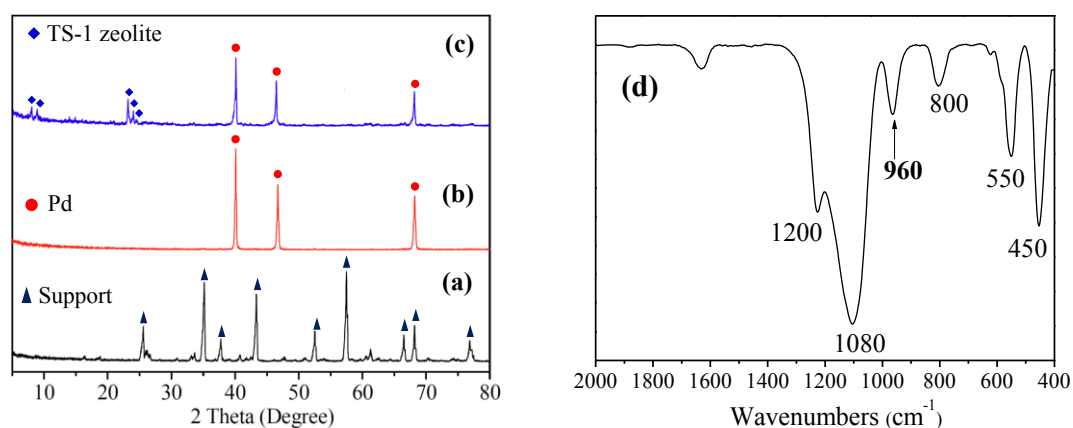 TS-1 zeolite
(c)
Pd
(b)
Support
(a)
10 20 30 40 50 60 70 80
2 Theta (Degree)
(d)
960
800
1200
550
450
1080
2000 1800 1600 1400 1200 1000 800 600 400
Wavenumbers (cm⁻¹)